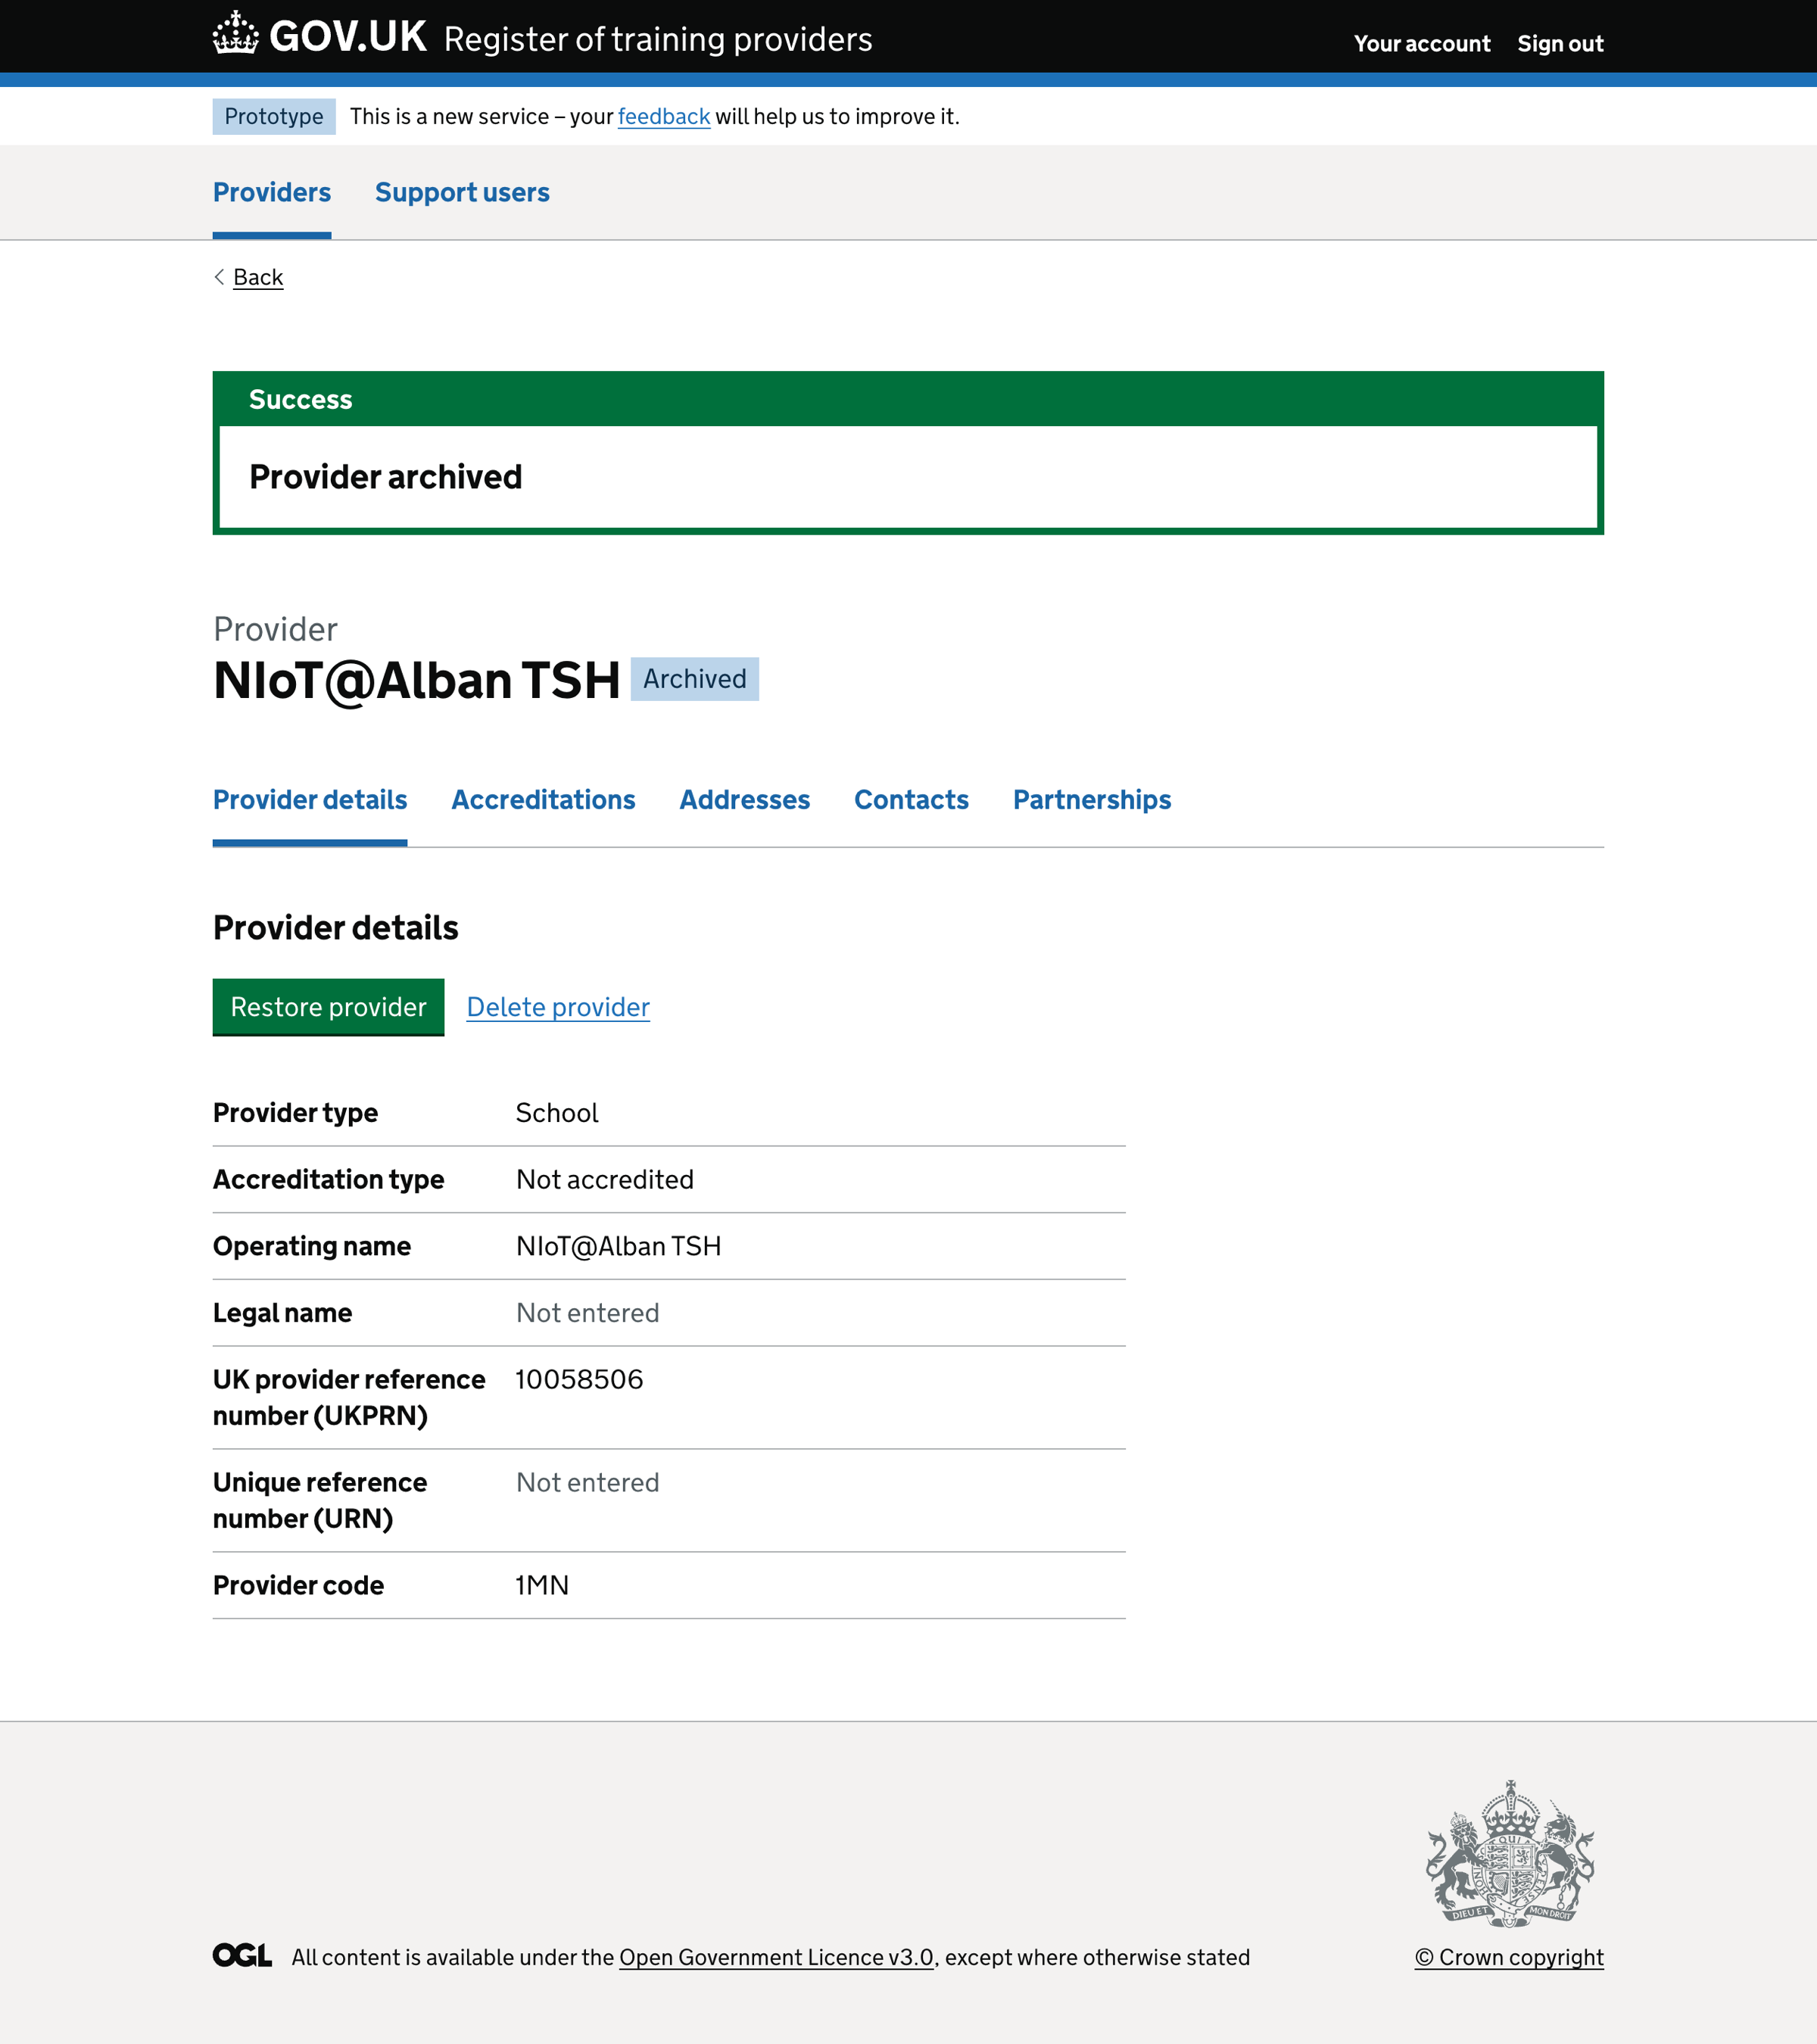 GOV.UK Register of training providers Your account Sign out
Prototype This is a new service – your feedback will help us to improve it.
Providers Support users
Back
Success
Provider archived
Provider
NIoT@Alban TSH Archived
Provider details Accreditations Addresses Contacts Partnerships
Provider details
Restore provider Delete provider
Provider type School
Accreditation type Not accredited
Operating name NIoT@Alban TSH
Legal name Not entered
UK provider reference 10058506
number (UKPRN)
Unique reference Not entered
number (URN)
Provider code 1MN
QUI
DIEU ET MON DROIT
OGL All content is available under the Open Government Licence v3.0, except where otherwise stated © Crown copyright